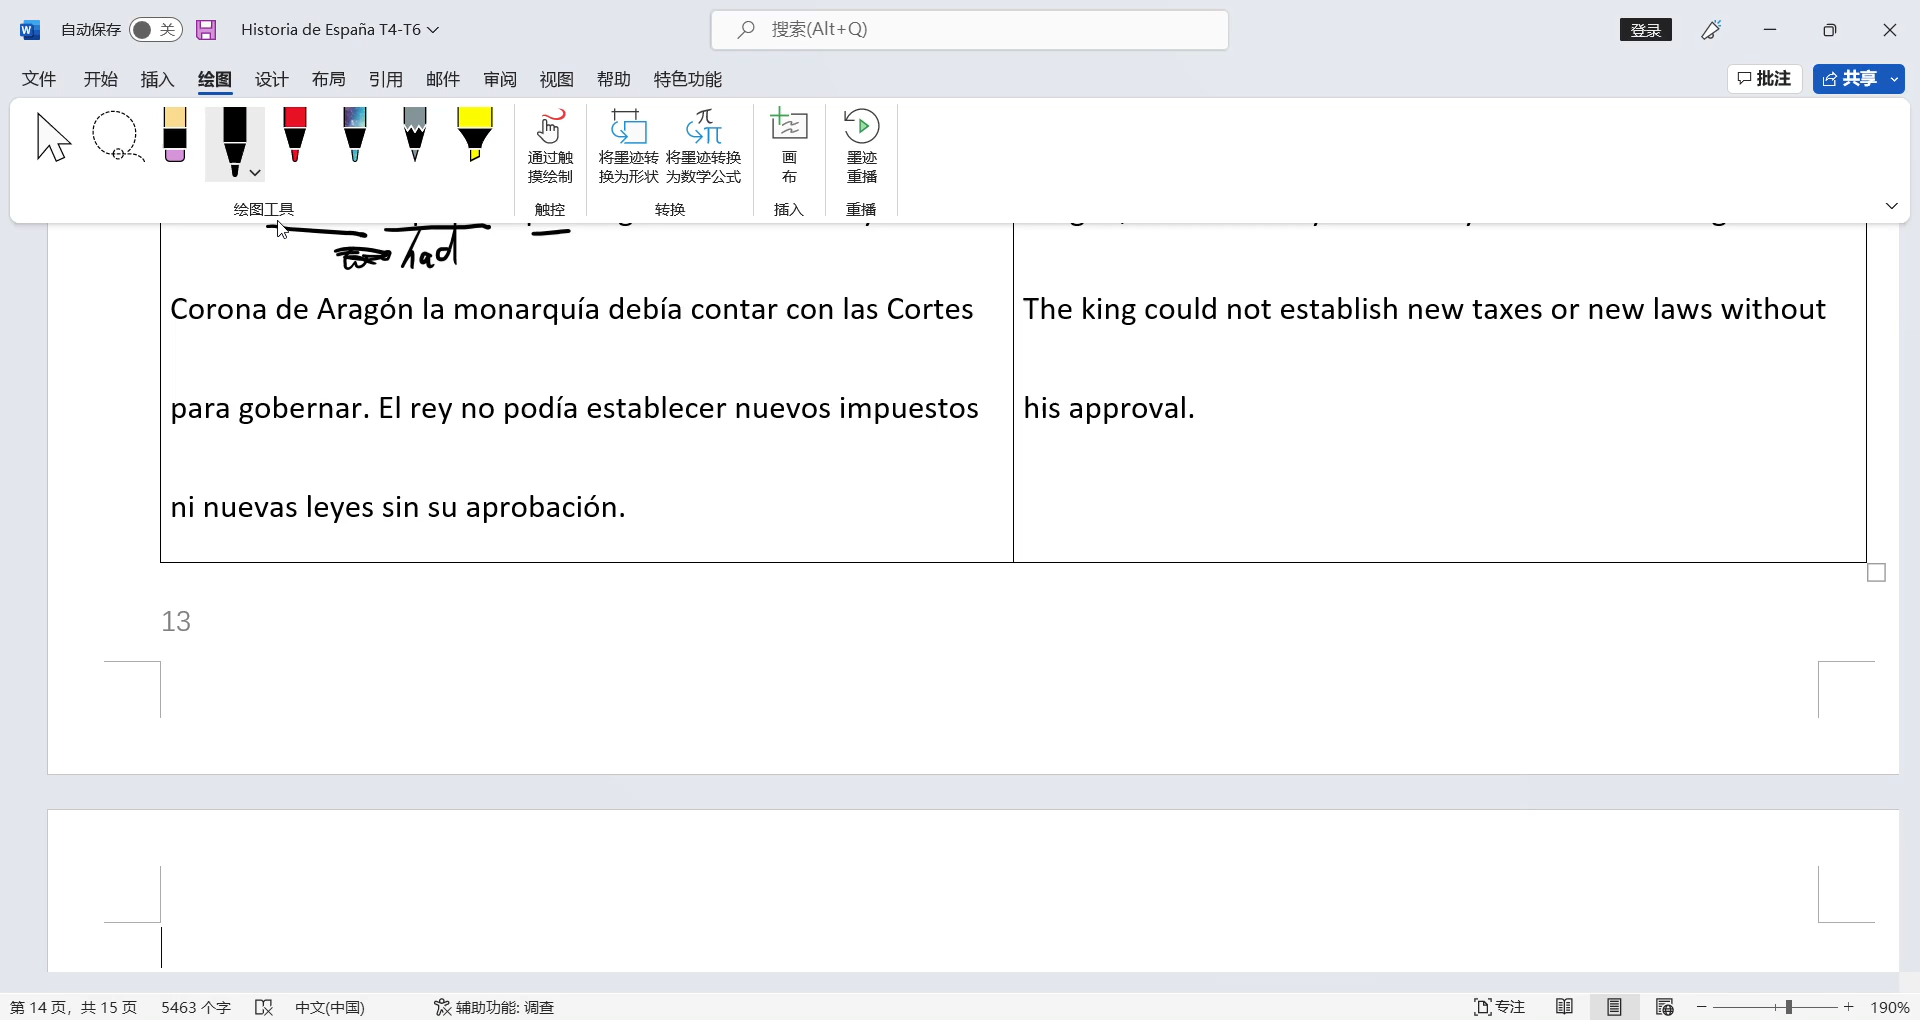 自动保存 关 Historia de España T4-T6 搜索(Alt+Q) 登录
文件 开始 插入 绘图 设计 布局 引用 邮件 审阅 视图 帮助 特色功能 批注 共享
通过触 将墨迹转 将墨迹转换 画 墨迹
摸绘制 换为形状 为数学公式 布 重播
绘图工具 触控 转换 插入 重播
Corona de Aragón la monarquía debía contar con las Cortes
para gobernar. El rey no podía establecer nuevos impuestos
ni nuevas leyes sin su aprobación.
The king could not establish new taxes or new laws without
his approval.
13
第 14 页，共 15 页 5463 个字 中文(中国) 辅助功能: 调查 专注 190%